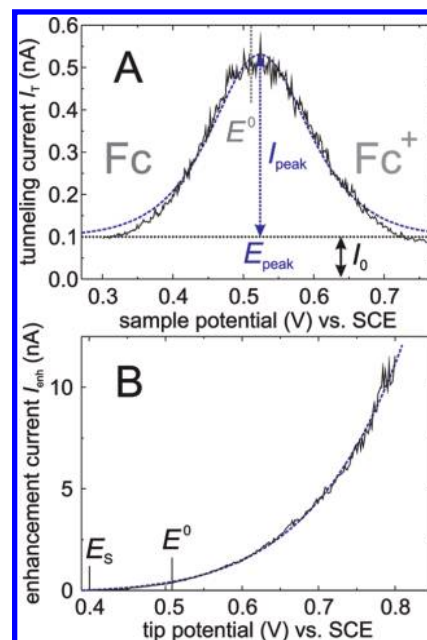 0.6
0.5
0.4
0.3
0.2
0.1
0.0
tunneling current I_T (nA)
A
E⁰
Fc
I_peak
Fc⁺
E_peak
I₀
0.3 0.4 0.5 0.6 0.7
sample potential (V) vs. SCE
10
5
0
enhancement current I_enh (nA)
B
E_S
E⁰
0.4 0.5 0.6 0.7 0.8
tip potential (V) vs. SCE